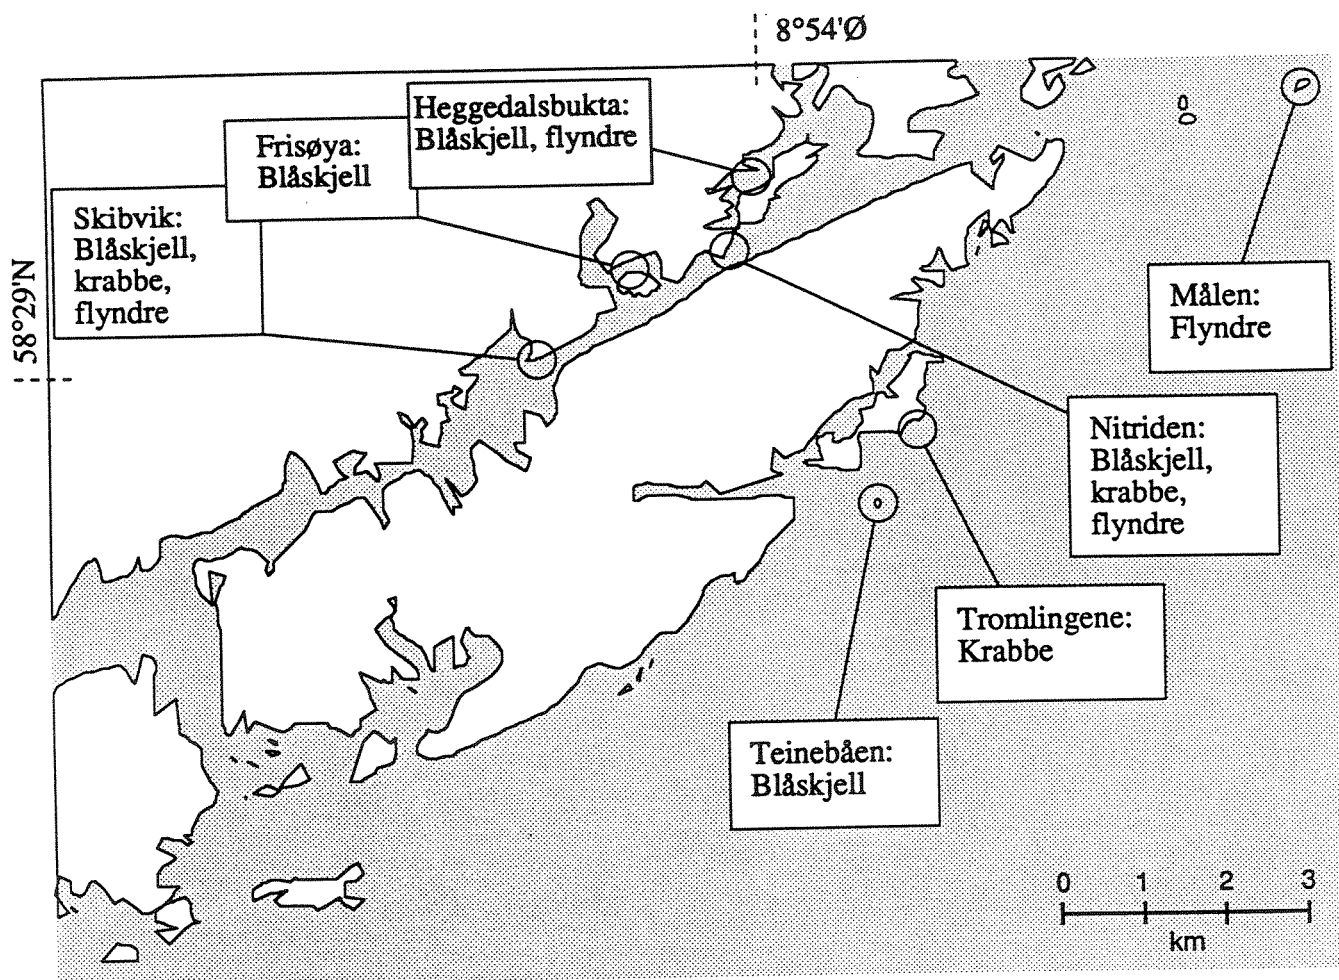 8°54'Ø
Heggedalsbukta:
Blåskjell, flyndre
Frisøya:
Blåskjell
Skibvik:
Blåskjell,
krabbe,
flyndre
58°29'N
Målen:
Flyndre
Nitriden:
Blåskjell,
krabbe,
flyndre
Tromlingene:
Krabbe
Teinebåen:
Blåskjell
0 1 2 3
km